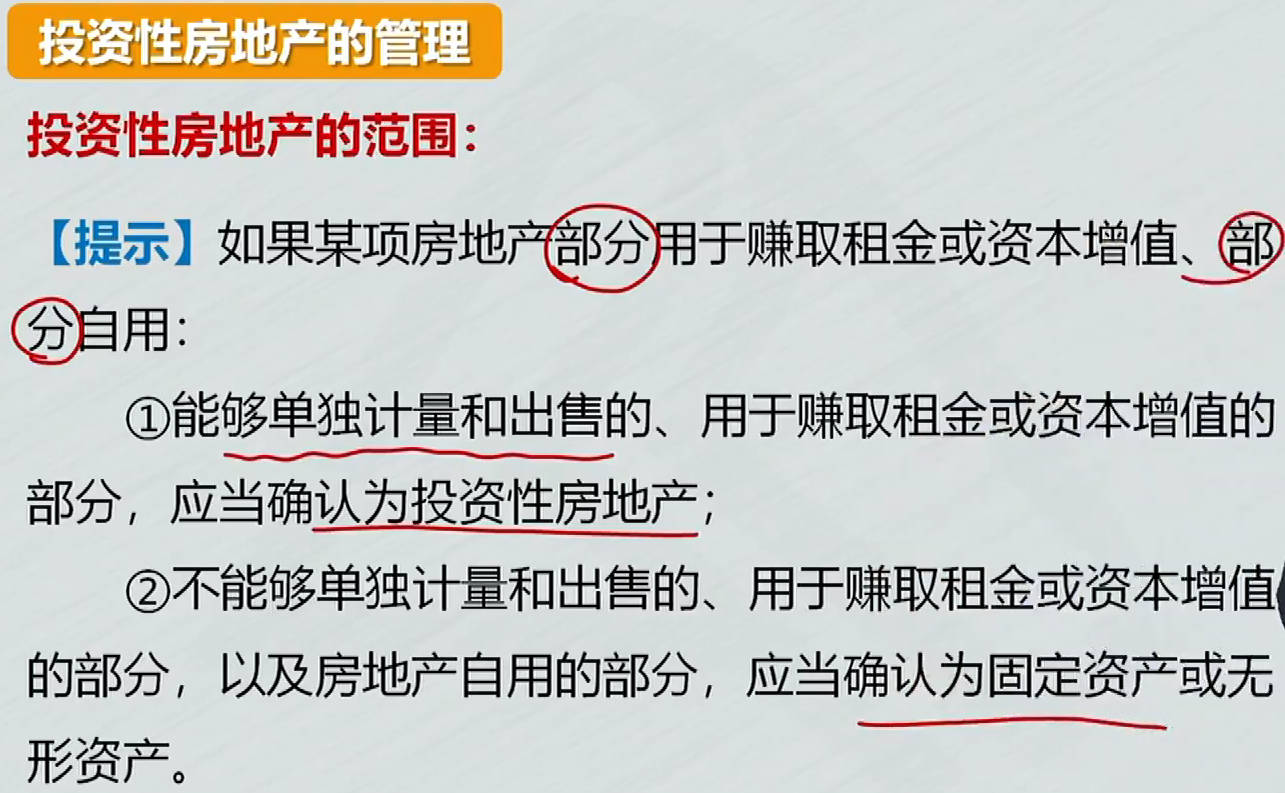 投资性房地产的管理
投资性房地产的范围：
【提示】如果某项房地产部分用于赚取租金或资本增值、部
分自用：
①能够单独计量和出售的、用于赚取租金或资本增值的
部分，应当确认为投资性房地产；
②不能够单独计量和出售的、用于赚取租金或资本增值
的部分，以及房地产自用的部分，应当确认为固定资产或无
形资产。